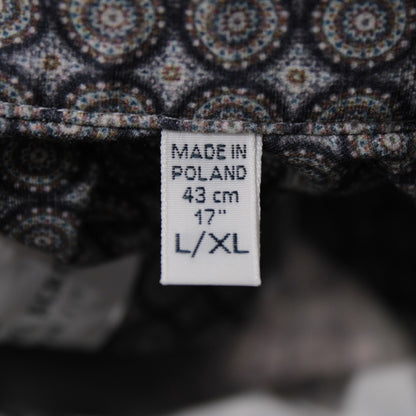 MADE IN
POLAND
43 cm
17"
L/XL